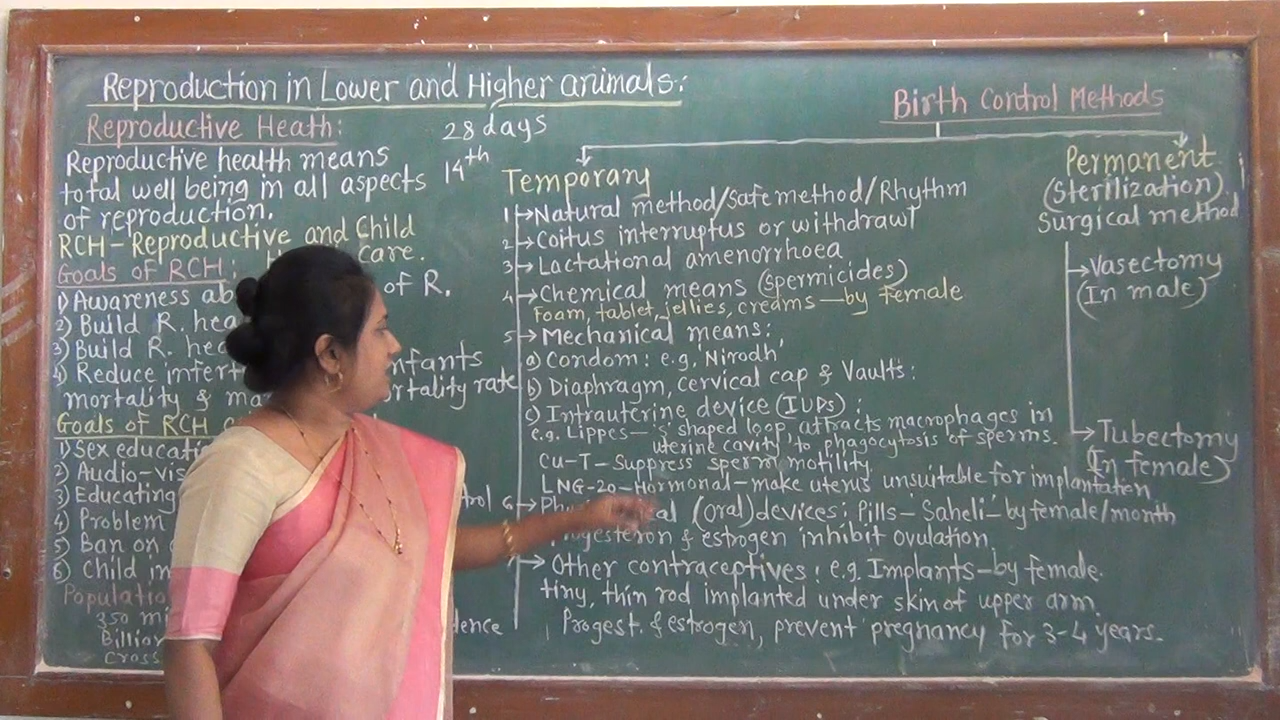 Reproduction in Lower and Higher animals:
Reproductive Heath:
28 days
14th
Reproductive health means
total well being in all aspects
of reproduction.
RCH- Reproductive and Child
Care.
Goals of RCH:
1) Awareness ab of R.
2) Build R. hea
3) Build R. hea
4) Reduce infert nfants
mortality & ma rtality rate
Goals of RCH
1) Sex educati
2) Audio-vis
3) Educating trol
4) Problem
5) Ban on
6) Child in
Populatio
350 mi
Billion dence
Cross
Birth Control Methods
Temporary
1 Natural method/Safe method/Rhythm
2 Coitus interruptus or withdrawl
3 Lactational amenorrhoea
4 Chemical means (spermicides)
Foam, tablet, jellies, creams — by female
5 Mechanical means:
a) Condom: e.g. 'Nirodh'
b) Diaphragm, cervical cap & Vaults:
c) Intrauterine device (IUDs):
e.g. Lippes — 's' shaped loop, attracts macrophages in
uterine cavity to phagocytosis of sperms.
Cu-T- Suppress sperm motility.
LNG-20- Hormonal- make uterus unsuitable for implantation
6 Phy al (oral) devices: Pills- 'Saheli'- by female/month
ogesteron & estrogen inhibit ovulation
7 Other contraceptives: e.g. Implants- by female.
tiny, thin rod implanted under skin of upper arm.
Progest. & estrogen, prevent pregnancy for 3-4 years.
Permanent
(Sterilization)
Surgical method
Vasectomy
(In male)
Tubectomy
(In female)